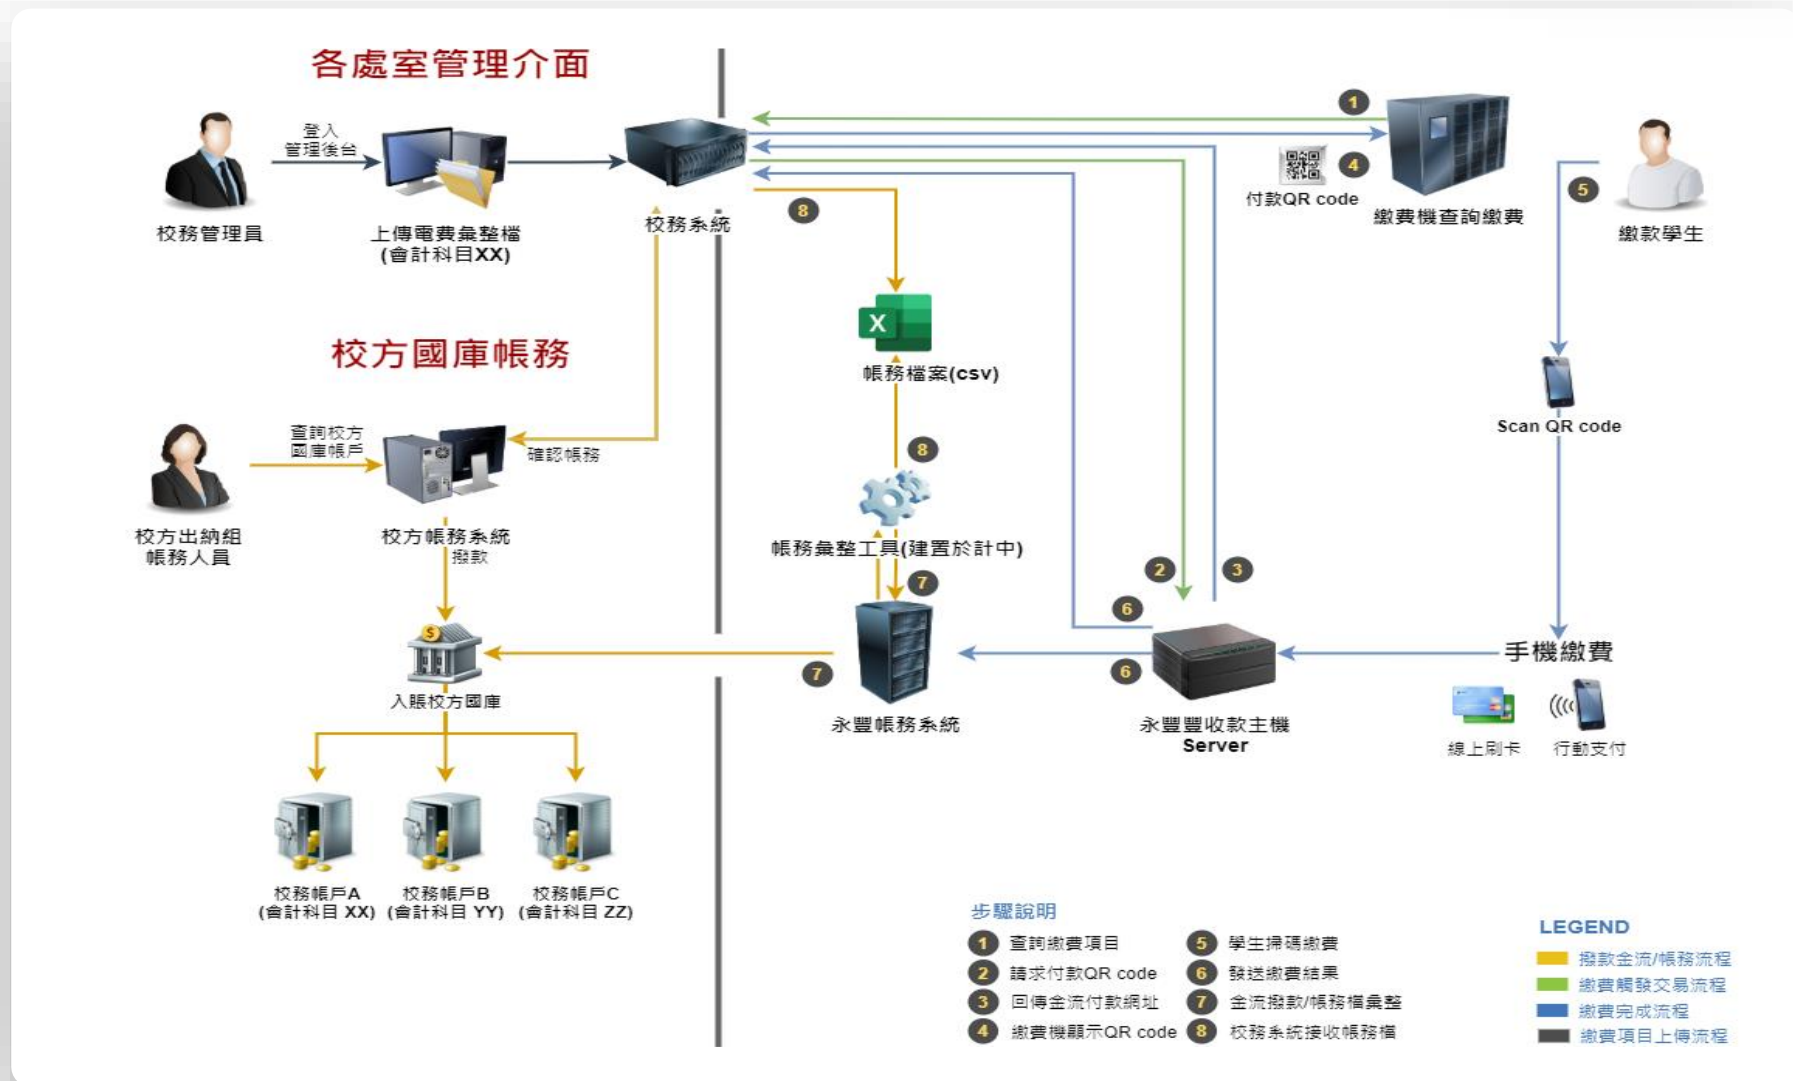 各處室管理介面
登入
管理後台
校務管理員
上傳電費彙整檔
(會計科目XX)
校務系統
1
4
付款QR code
繳費機查詢繳費
5
繳款學生
8
帳務檔案(csv)
校方國庫帳務
查詢校方
國庫帳戶
確認帳務
校方出納組
帳務人員
校方帳務系統
撥款
Scan QR code
8
帳務彙整工具(建置於計中)
7
2
3
6
6
7
入賬校方國庫
永豐帳務系統
永豐豐收款主機
Server
手機繳費
線上刷卡
行動支付
校務帳戶A
(會計科目 XX)
校務帳戶B
(會計科目 YY)
校務帳戶C
(會計科目 ZZ)
步驟說明
1 查詢繳費項目
2 請求付款QR code
3 回傳金流付款網址
4 繳費機顯示QR code
5 學生掃碼繳費
6 發送繳費結果
7 金流撥款/帳務檔彙整
8 校務系統接收帳務檔
LEGEND
撥款金流/帳務流程
繳費觸發交易流程
繳費完成流程
繳費項目上傳流程